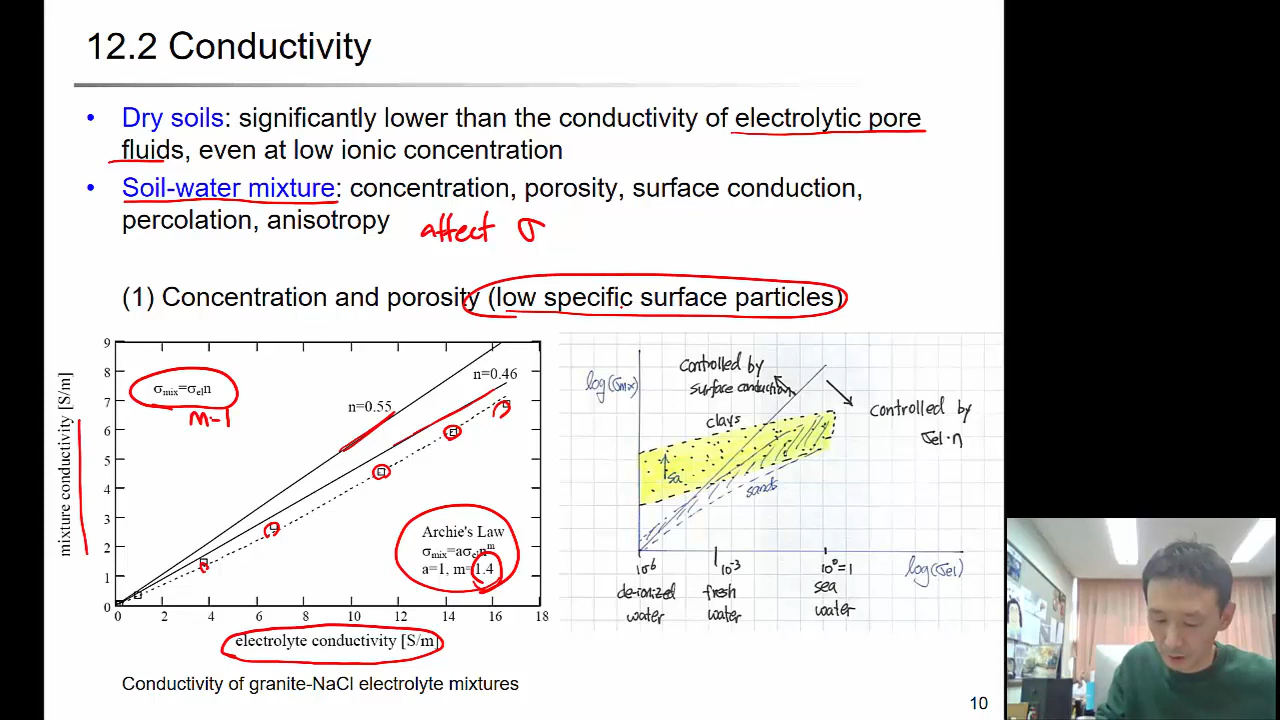 12.2 Conductivity
• Dry soils: significantly lower than the conductivity of electrolytic pore
fluids, even at low ionic concentration
• Soil-water mixture: concentration, porosity, surface conduction,
percolation, anisotropy
affect σ
(1) Concentration and porosity (low specific surface particles)
9
8
7
6
5
4
3
2
1
0
mixture conductivity [S/m]
σmix=σeln
m=1
n=0.55
n=0.46
Archie's Law
σmix=aσelnᵐ
a=1, m=1.4
0 2 4 6 8 10 12 14 16 18
electrolyte conductivity [S/m]
Conductivity of granite-NaCl electrolyte mixtures
log(σmix)
controlled by
surface conduction
clays
controlled by
σel·n
Sa
sands
10⁻⁶
10⁻³
10⁰=1
log(σel)
de-ionized
water
fresh
water
sea
water
10